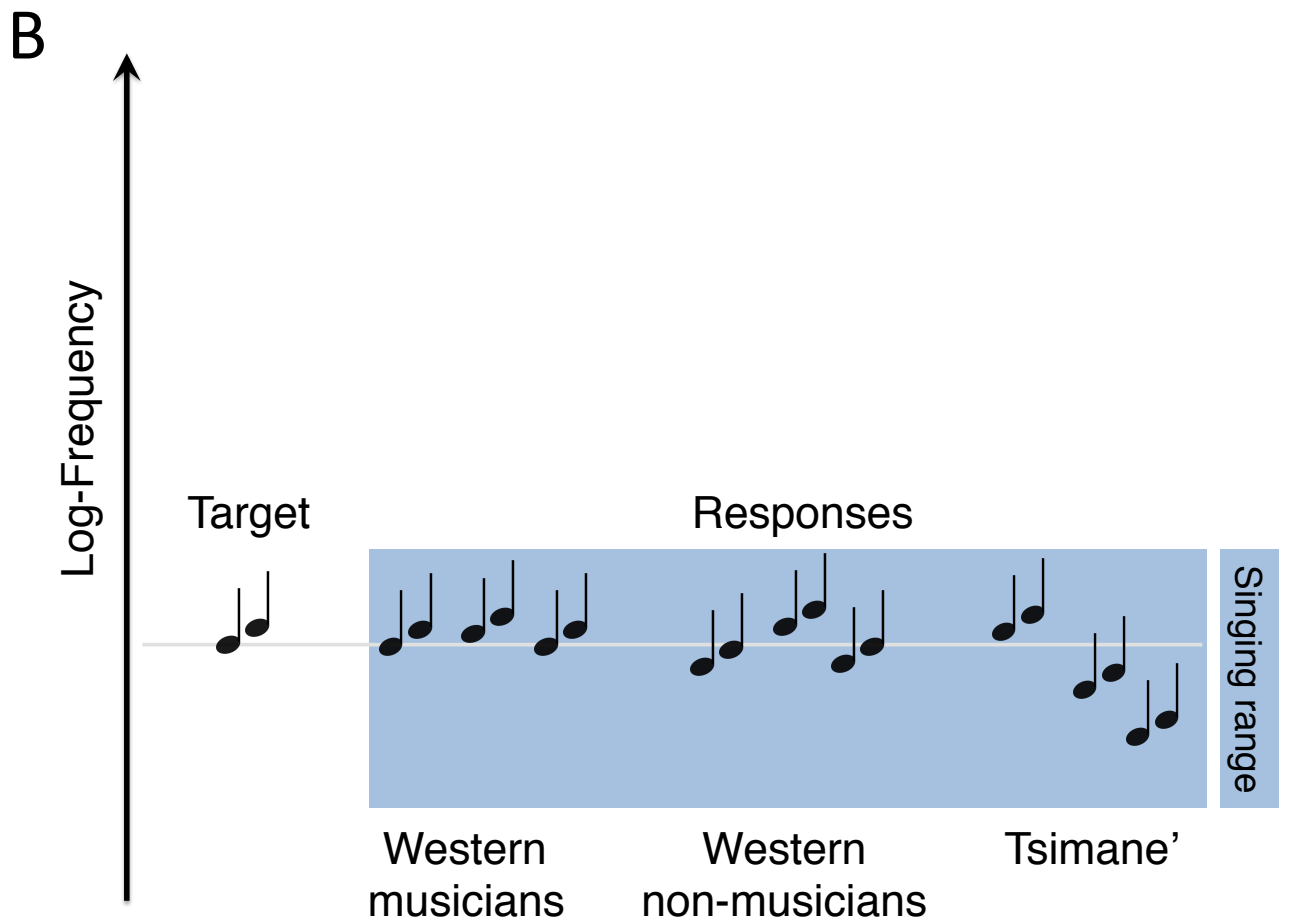 B
Log-Frequency
Target
Responses
Singing range
Western
musicians
Western
non-musicians
Tsimane’